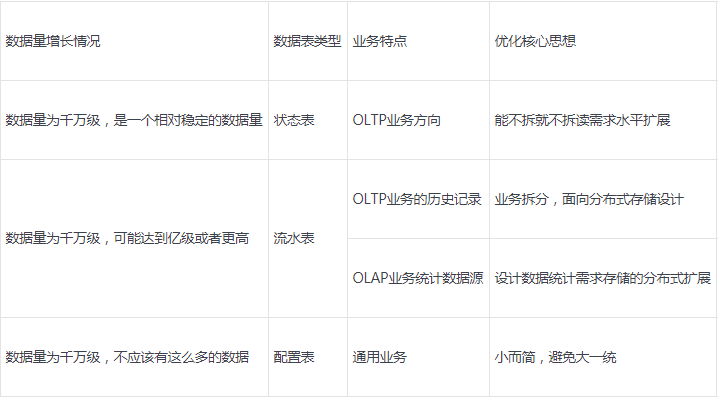 数据量增长情况 数据表类型 业务特点 优化核心思想
数据量为千万级，是一个相对稳定的数据量 状态表 OLTP业务方向 能不拆就不拆读需求水平扩展
数据量为千万级，可能达到亿级或者更高 流水表 OLTP业务的历史记录 业务拆分，面向分布式存储设计
OLAP业务统计数据源 设计数据统计需求存储的分布式扩展
数据量为千万级，不应该有这么多的数据 配置表 通用业务 小而简，避免大一统